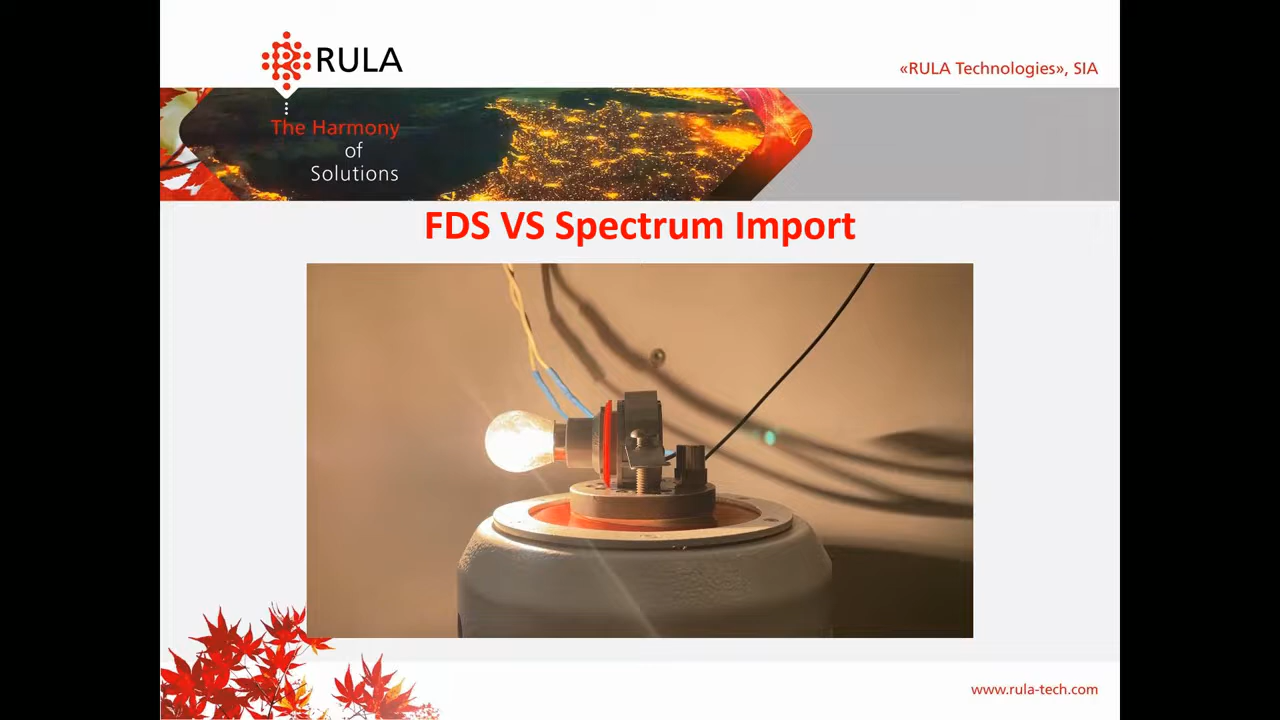 RULA
«RULA Technologies», SIA
The Harmony
of
Solutions
FDS VS Spectrum Import
www.rula-tech.com